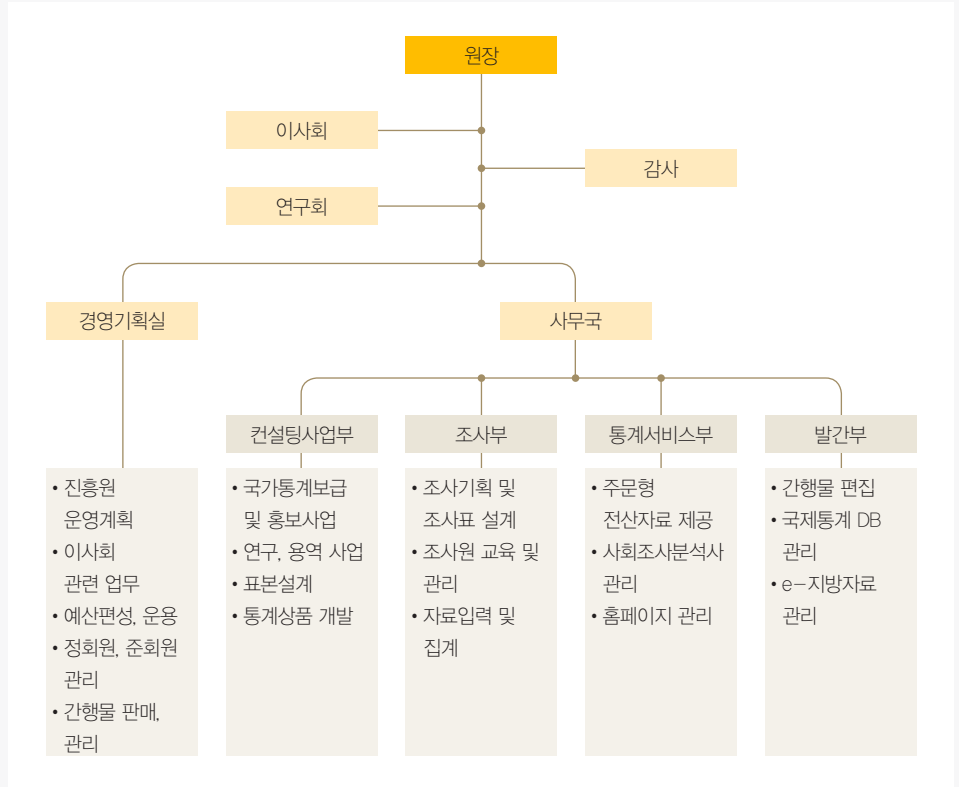 원장
이사회
감사
연구회
경영기획실
사무국
컨설팅사업부
조사부
통계서비스부
발간부
• 진흥원
운영계획
• 이사회
관련 업무
• 예산편성, 운용
• 정회원, 준회원
관리
• 간행물 판매,
관리
• 국가통계보급
및 홍보사업
• 연구, 용역 사업
• 표본설계
• 통계상품 개발
• 조사기획 및
조사표 설계
• 조사원 교육 및
관리
• 자료입력 및
집계
• 주문형
전산자료 제공
• 사회조사분석사
관리
• 홈페이지 관리
• 간행물 편집
• 국제통계 DB
관리
• e-지방자료
관리